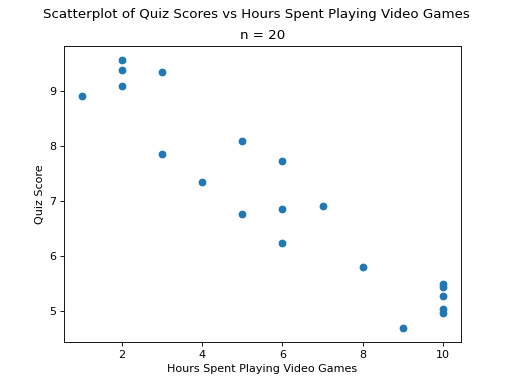 Scatterplot of Quiz Scores vs Hours Spent Playing Video Games
n = 20
9
8
7
6
5
Quiz Score
2
4
6
8
10
Hours Spent Playing Video Games